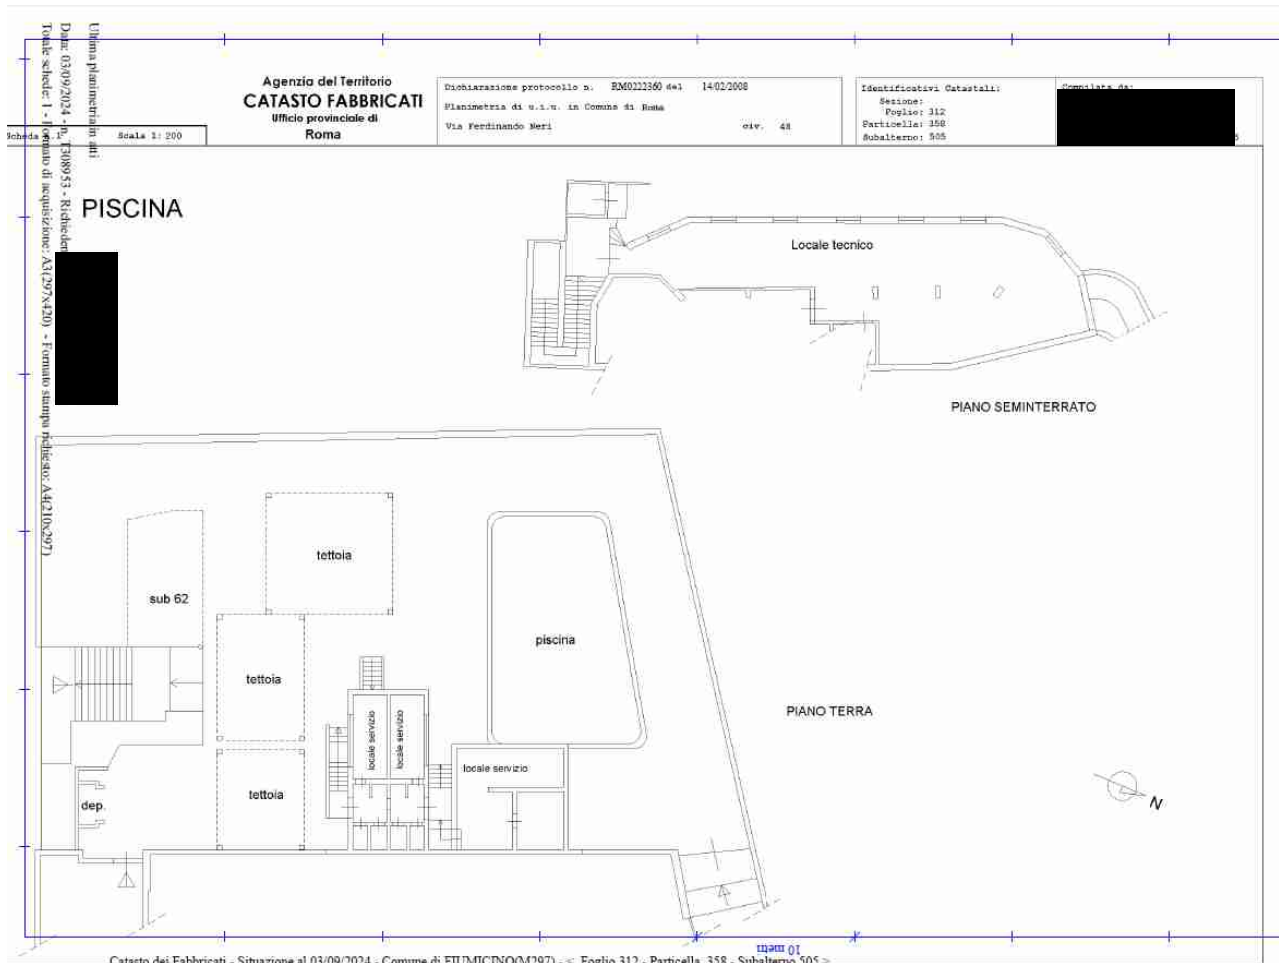 Ultima planimetria in atti
Data: 03/09/2024 - n. T308953 - Richieden
Totale schede: 1 - Formato di acquisizione: A3(297x420) - Formato stampa richiesto: A4(210x297)
Agenzia del Territorio
CATASTO FABBRICATI
Ufficio provinciale di
Roma
Scheda n.1 Scala 1: 200
Dichiarazione protocollo n. RM0222360 del 14/02/2008
Planimetria di u.i.u. in Comune di Roma
Via Ferdinando Neri civ. 48
Identificativi Catastali:
Sezione:
Foglio: 312
Particella: 358
Subalterno: 505
Compilata da:
PISCINA
Locale tecnico
PIANO SEMINTERRATO
tettoia
sub 62
piscina
tettoia
PIANO TERRA
locale servizio
locale servizio
locale servizio
dep.
tettoia
N
10 metri
Catasto dei Fabbricati - Situazione al 03/09/2024 - Comune di FIUMICINO(M297) - < Foglio 312 - Particella 358 - Subalterno 505 >